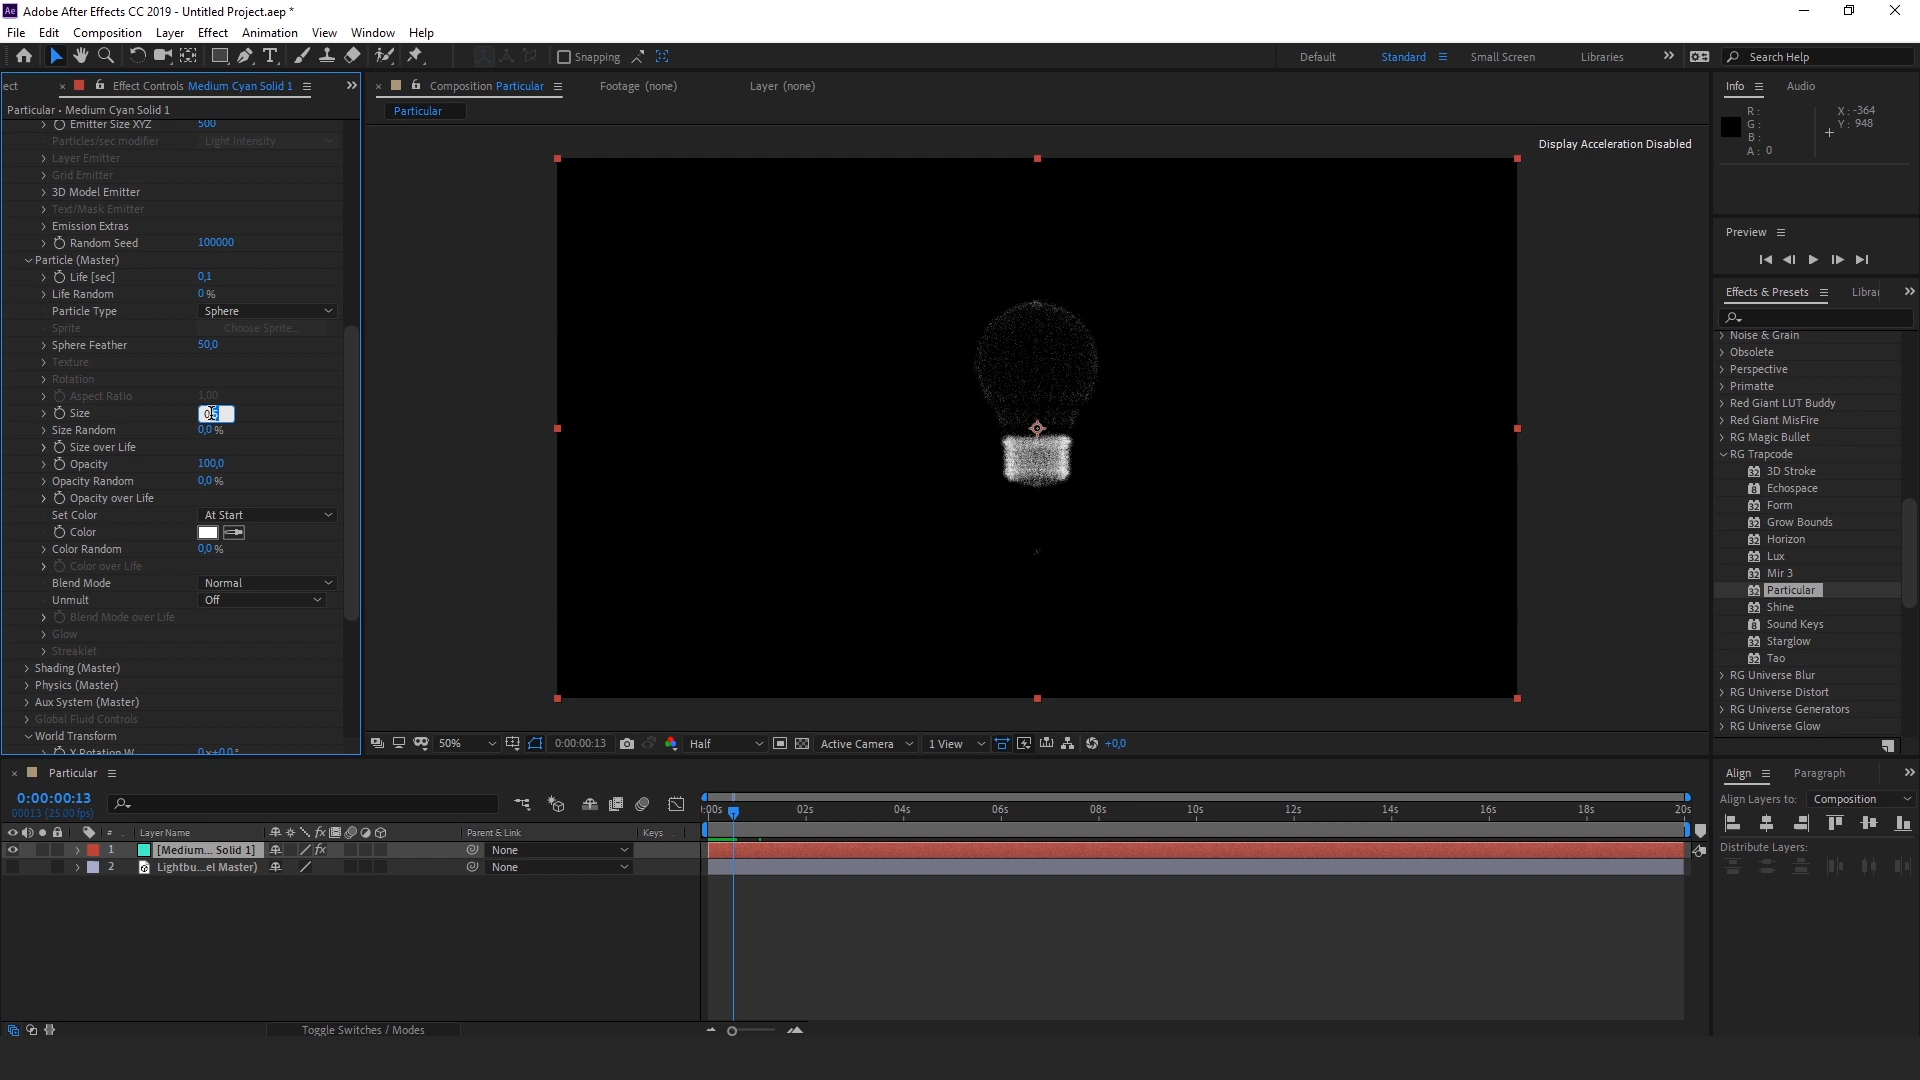 Adobe After Effects CC 2019 - Untitled Project.aep *
File Edit Composition Layer Effect Animation View Window Help
Snapping
Default Standard Small Screen Libraries
Search Help
ect
Effect Controls Medium Cyan Solid 1
Particular • Medium Cyan Solid 1
Emitter Size XYZ 500
Particles/sec modifier Light Intensity
Layer Emitter
Grid Emitter
3D Model Emitter
Text/Mask Emitter
Emission Extras
Random Seed 100000
Particle (Master)
Life [sec] 0,1
Life Random 0 %
Particle Type Sphere
Sprite Choose Sprite...
Sphere Feather 50,0
Texture
Rotation
Aspect Ratio 1,00
Size
Size Random 0,0 %
Size over Life
Opacity 100,0
Opacity Random 0,0 %
Opacity over Life
Set Color At Start
Color
Color Random 0,0 %
Color over Life
Blend Mode Normal
Unmult Off
Blend Mode over Life
Glow
Streaklet
Shading (Master)
Physics (Master)
Aux System (Master)
Global Fluid Controls
World Transform
X Rotation W 0 x+0,0 °
Composition Particular
Footage (none)
Layer (none)
Particular
Display Acceleration Disabled
50% 0:00:00:13 Half Active Camera 1 View +0,0
Info Audio
R : X : -364
G : Y : 948
B :
A : 0
Preview
Effects & Presets Librar
Noise & Grain
Obsolete
Perspective
Primatte
Red Giant LUT Buddy
Red Giant MisFire
RG Magic Bullet
RG Trapcode
3D Stroke
Echospace
Form
Grow Bounds
Horizon
Lux
Mir 3
Particular
Shine
Sound Keys
Starglow
Tao
RG Universe Blur
RG Universe Distort
RG Universe Generators
RG Universe Glow
Particular
0:00:00:13
00013 (25.00 fps)
:00s 02s 04s 06s 08s 10s 12s 14s 16s 18s 20s
# Layer Name Parent & Link Keys
1 [Medium... Solid 1] None
2 Lightbu...el Master) None
Toggle Switches / Modes
Align Paragraph
Align Layers to: Composition
Distribute Layers: